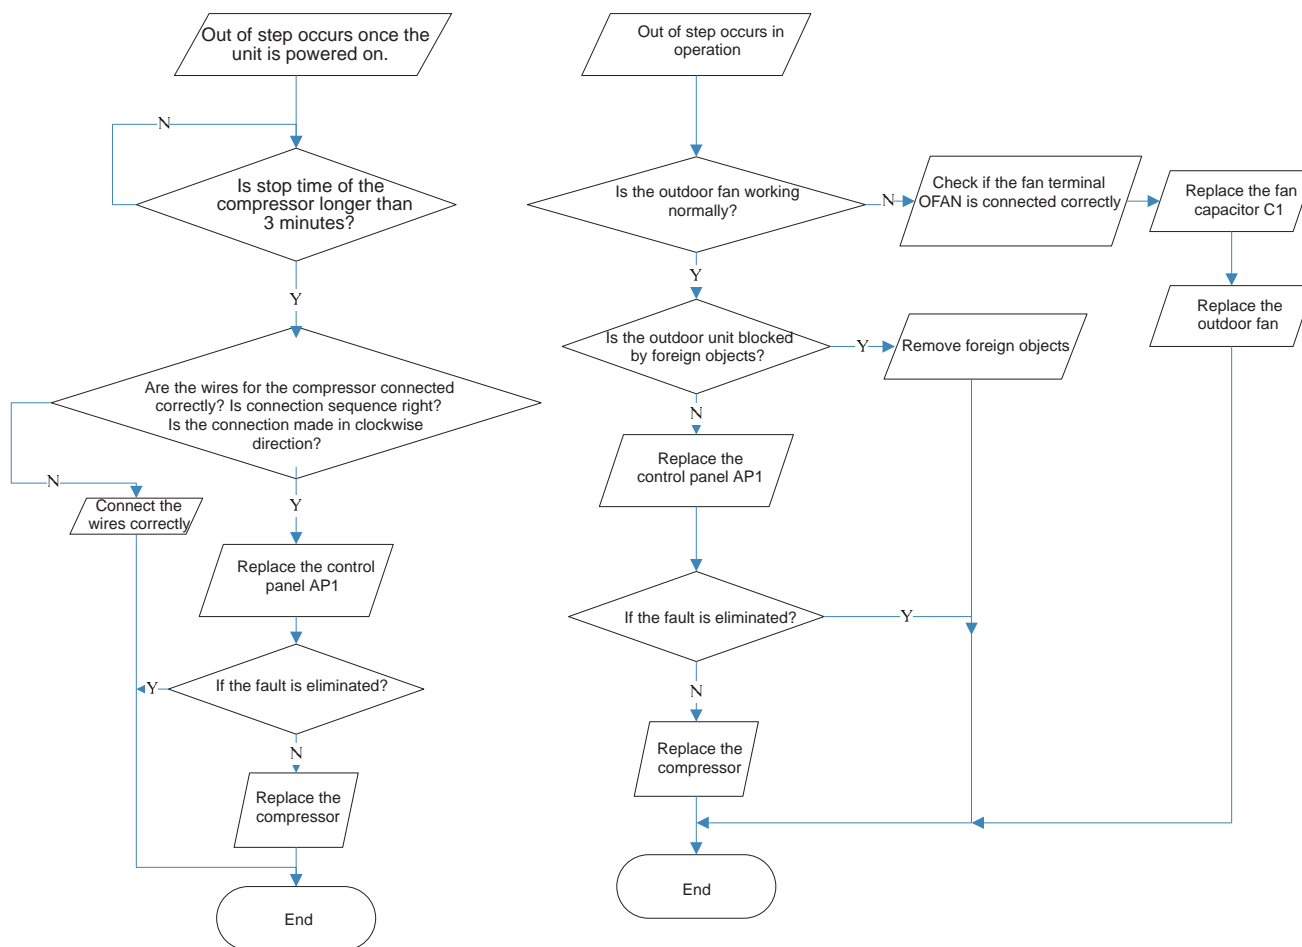 Out of step occurs once the
unit is powered on.
N
Is stop time of the
compressor longer than
3 minutes?
Y
Are the wires for the compressor connected
correctly? Is connection sequence right?
Is the connection made in clockwise
direction?
N
Connect the
wires correctly
Y
Replace the control
panel AP1
If the fault is eliminated?
Y
N
Replace the
compressor
End
Out of step occurs in
operation
Is the outdoor fan working
normally?
N
Check if the fan terminal
OFAN is connected correctly
Replace the fan
capacitor C1
Replace the
outdoor fan
Y
Is the outdoor unit blocked
by foreign objects?
Y
Remove foreign objects
N
Replace the
control panel AP1
If the fault is eliminated?
Y
N
Replace the
compressor
End